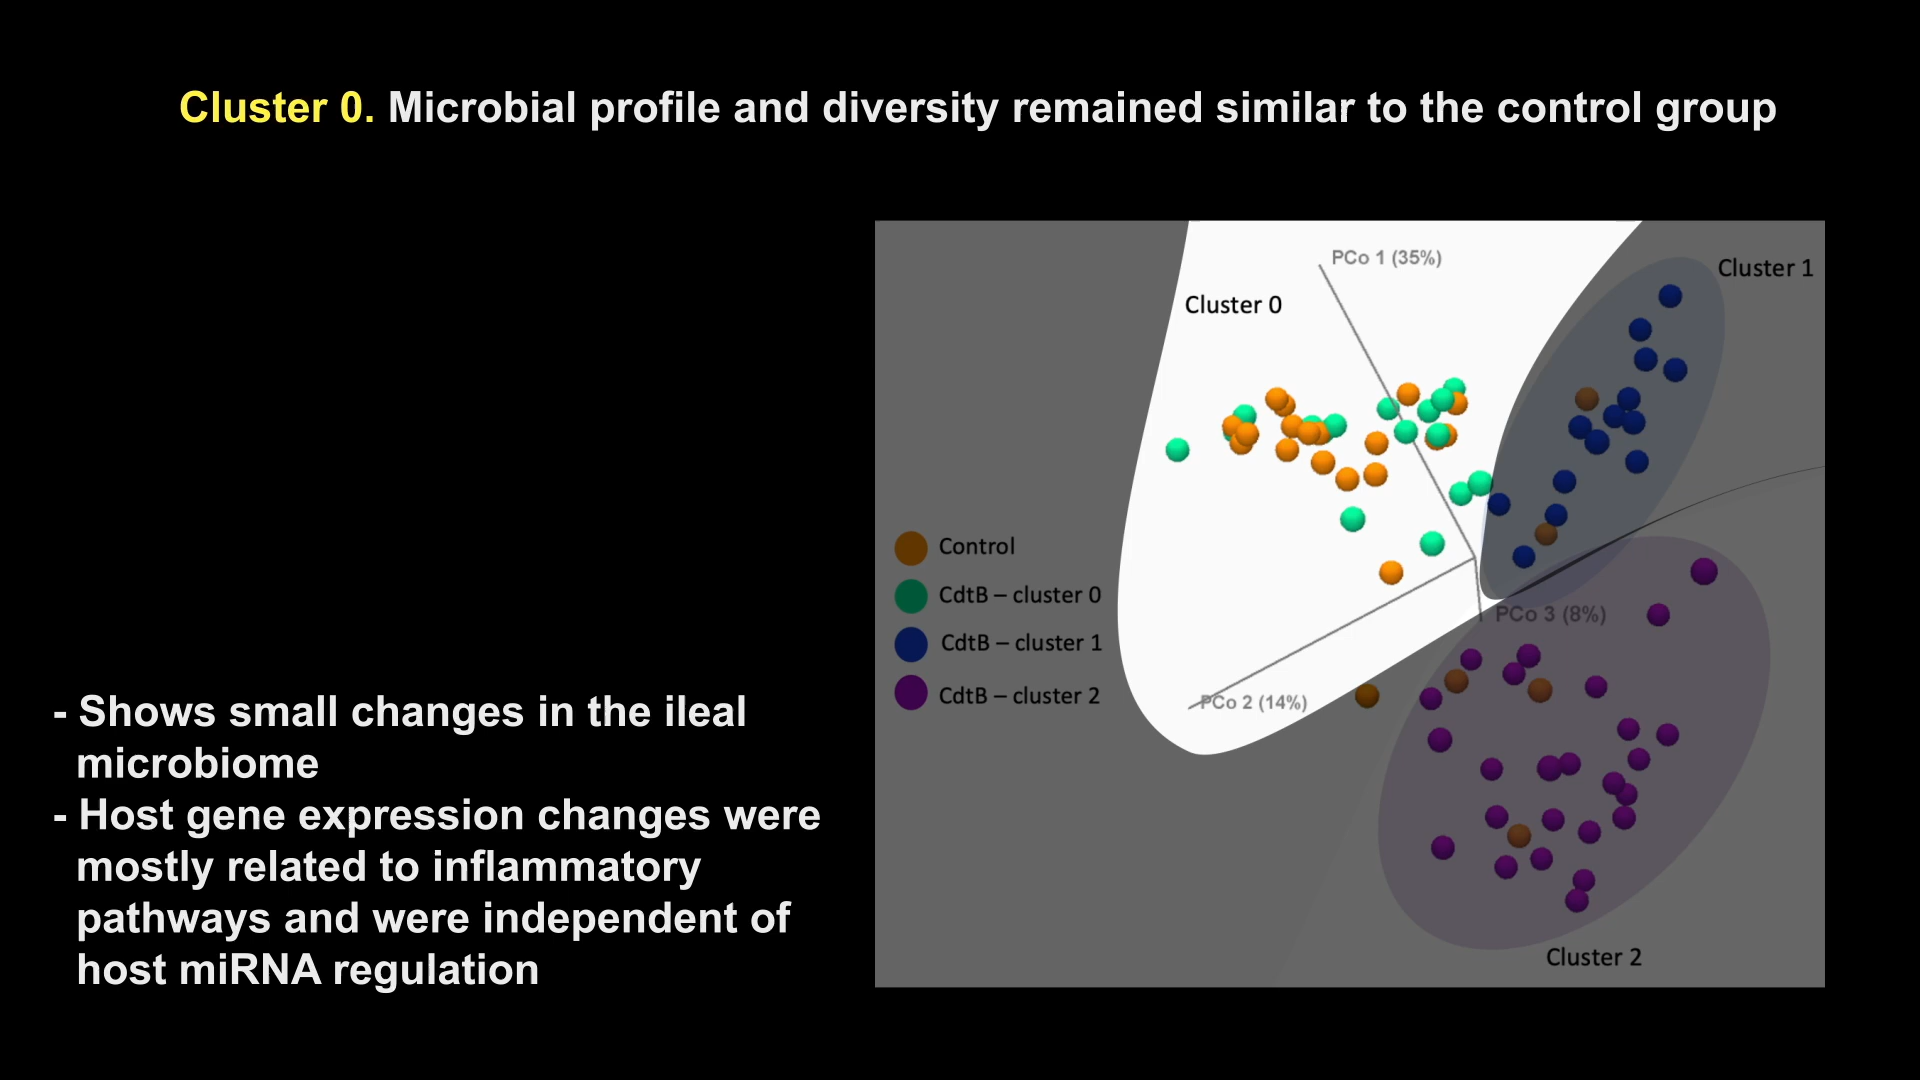 Cluster 0. Microbial profile and diversity remained similar to the control group
PCo 1 (35%)
Cluster 1
Cluster 0
Control
CdtB – cluster 0
CdtB – cluster 1
CdtB – cluster 2
PCo 3 (8%)
PCo 2 (14%)
Cluster 2
- Shows small changes in the ileal
microbiome
- Host gene expression changes were
mostly related to inflammatory
pathways and were independent of
host miRNA regulation